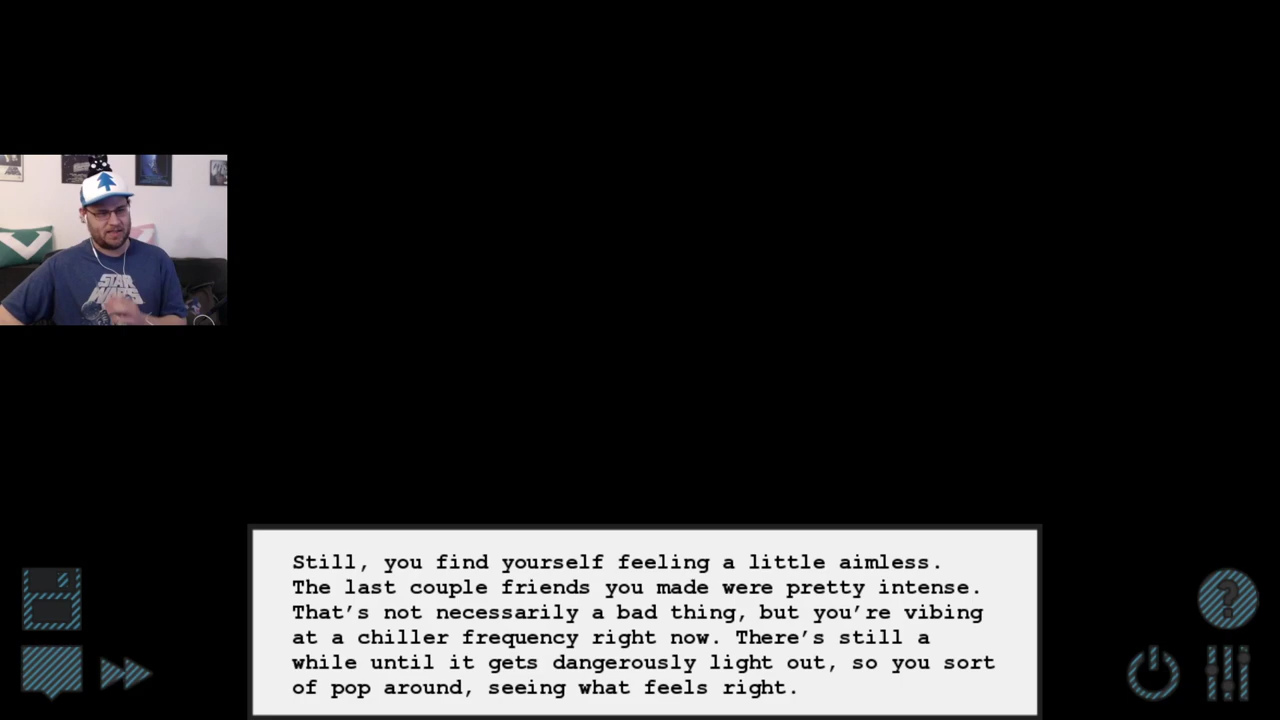 STAR
WARS
Still, you find yourself feeling a little aimless.
The last couple friends you made were pretty intense.
That’s not necessarily a bad thing, but you’re vibing
at a chiller frequency right now. There’s still a
while until it gets dangerously light out, so you sort
of pop around, seeing what feels right.
?